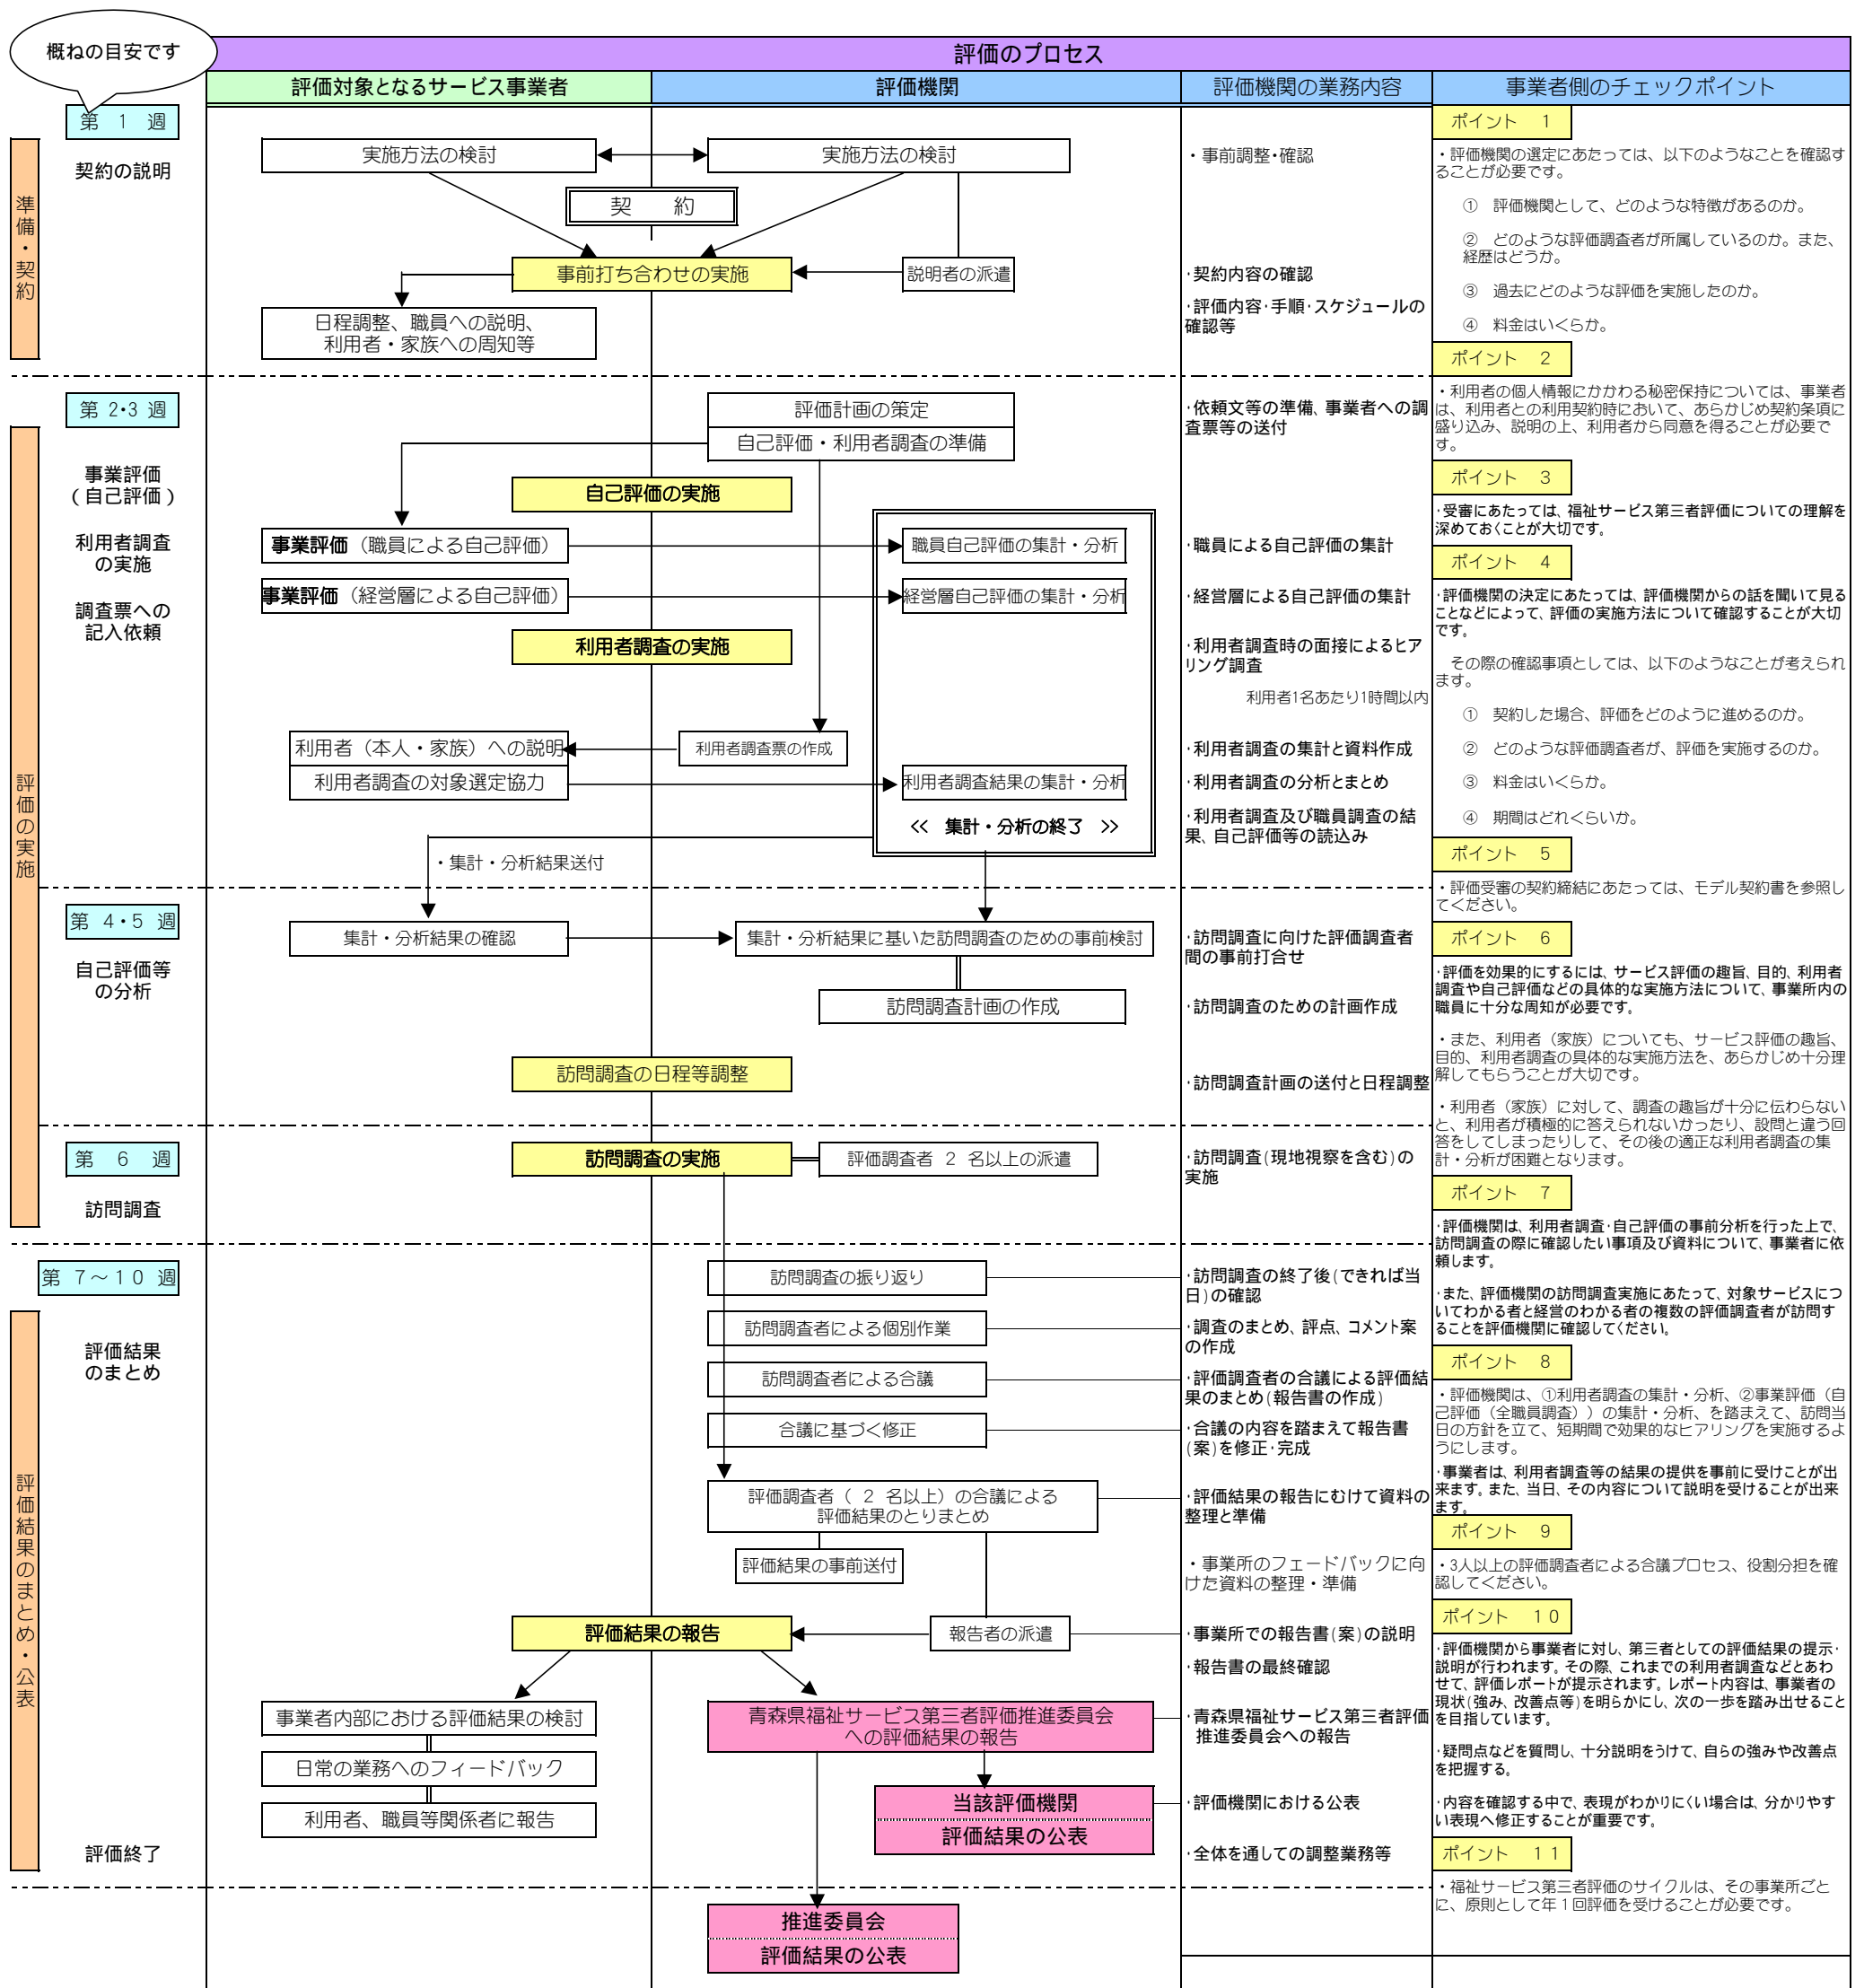 概ねの目安です
評価のプロセス
評価対象となるサービス事業者
評価機関
評価機関の業務内容
事業者側のチェックポイント
準備・契約
第 1 週
契約の説明
実施方法の検討
実施方法の検討
契 約
事前打ち合わせの実施
説明者の派遣
日程調整、職員への説明、
利用者・家族への周知等
・事前調整・確認
・契約内容の確認
・評価内容・手順・スケジュールの
確認等
ポイント 1
・評価機関の選定にあたっては、以下のようなことを確認す
ることが必要です。
① 評価機関として、どのような特徴があるのか。
② どのような評価調査者が所属しているのか。また、
経歴はどうか。
③ 過去にどのような評価を実施したのか。
④ 料金はいくらか。
ポイント 2
・利用者の個人情報にかかわる秘密保持については、事業者
は、利用者との利用契約時において、あらかじめ契約条項に
盛り込み、説明の上、利用者から同意を得ることが必要で
す。
評価の実施
第 2・3 週
事業評価
(自己評価)
利用者調査
の実施
調査票への
記入依頼
評価計画の策定
自己評価・利用者調査の準備
自己評価の実施
事業評価(職員による自己評価)
職員自己評価の集計・分析
事業評価(経営層による自己評価)
経営層自己評価の集計・分析
利用者調査の実施
利用者(本人・家族)への説明
利用者調査票の作成
利用者調査の対象選定協力
利用者調査結果の集計・分析
<< 集計・分析の終了 >>
・集計・分析結果送付
・依頼文等の準備、事業者への調
査票等の送付
・職員による自己評価の集計
・経営層による自己評価の集計
・利用者調査時の面接によるヒア
リング調査
利用者1名あたり1時間以内
・利用者調査の集計と資料作成
・利用者調査の分析とまとめ
・利用者調査及び職員調査の結
果、自己評価等の読込み
ポイント 3
・受審にあたっては、福祉サービス第三者評価についての理解を
深めておくことが大切です。
ポイント 4
・評価機関の決定にあたっては、評価機関からの話を聞いて見る
ことなどによって、評価の実施方法について確認することが大切
です。
その際の確認事項としては、以下のようなことが考えられ
ます。
① 契約した場合、評価をどのように進めるのか。
② どのような評価調査者が、評価を実施するのか。
③ 料金はいくらか。
④ 期間はどれくらいか。
ポイント 5
・評価受審の契約締結にあたっては、モデル契約書を参照し
てください。
第 4・5 週
自己評価等
の分析
集計・分析結果の確認
集計・分析結果に基いた訪問調査のための事前検討
訪問調査計画の作成
訪問調査の日程等調整
・訪問調査に向けた評価調査者
間の事前打合せ
・訪問調査のための計画作成
・訪問調査計画の送付と日程調整
ポイント 6
・評価を効果的にするには、サービス評価の趣旨、目的、利用者
調査や自己評価などの具体的な実施方法について、事業所内の
職員に十分な周知が必要です。
・また、利用者(家族)についても、サービス評価の趣旨、
目的、利用者調査の具体的な実施方法を、あらかじめ十分理
解してもらうことが大切です。
・利用者(家族)に対して、調査の趣旨が十分に伝わらない
と、利用者が積極的に答えられないかったり、設問と違う回
答をしてしまったりして、その後の適正な利用者調査の集
計・分析が困難となります。
第 6 週
訪問調査
訪問調査の実施
評価調査者 2 名以上の派遣
・訪問調査(現地視察を含む)の
実施
ポイント 7
・評価機関は、利用者調査・自己評価の事前分析を行った上で、
訪問調査の際に確認したい事項及び資料について、事業者に依
頼します。
・また、評価機関の訪問調査実施にあたって、対象サービスにつ
いてわかる者と経営のわかる者の複数の評価調査者が訪問す
ることを評価機関に確認してください。
評価結果のまとめ・公表
第 7~10 週
評価結果
のまとめ
評価終了
訪問調査の振り返り
訪問調査者による個別作業
訪問調査者による合議
合議に基づく修正
評価調査者( 2 名以上)の合議による
評価結果のとりまとめ
評価結果の事前送付
評価結果の報告
報告者の派遣
事業者内部における評価結果の検討
日常の業務へのフィードバック
利用者、職員等関係者に報告
青森県福祉サービス第三者評価推進委員会
への評価結果の報告
当該評価機関
評価結果の公表
推進委員会
評価結果の公表
・訪問調査の終了後(できれば当
日)の確認
・調査のまとめ、評点、コメント案
の作成
・評価調査者の合議による評価結
果のまとめ(報告書の作成)
・合議の内容を踏まえて報告書
(案)を修正・完成
・評価結果の報告にむけて資料の
整理と準備
・事業所のフェードバックに向
けた資料の整理・準備
・事業所での報告書(案)の説明
・報告書の最終確認
・青森県福祉サービス第三者評価
推進委員会への報告
・評価機関における公表
・全体を通しての調整業務等
ポイント 8
・評価機関は、①利用者調査の集計・分析、②事業評価(自
己評価(全職員調査))の集計・分析、を踏まえて、訪問当
日の方針を立て、短期間で効果的なヒアリングを実施するよ
うにします。
・事業者は、利用者調査等の結果の提供を事前に受けことが出
来ます。また、当日、その内容について説明を受けることが出来
ます。
ポイント 9
・3人以上の評価調査者による合議プロセス、役割分担を確
認してください。
ポイント 10
・評価機関から事業者に対し、第三者としての評価結果の提示・
説明が行われます。その際、これまでの利用者調査などとあわ
せて、評価レポートが提示されます。レポート内容は、事業者の
現状(強み、改善点等)を明らかにし、次の一歩を踏み出せること
を目指しています。
・疑問点などを質問し、十分説明をうけて、自らの強みや改善点
を把握する。
・内容を確認する中で、表現がわかりにくい場合は、分かりやす
い表現へ修正することが重要です。
ポイント 11
・福祉サービス第三者評価のサイクルは、その事業所ごと
に、原則として年1回評価を受けることが必要です。